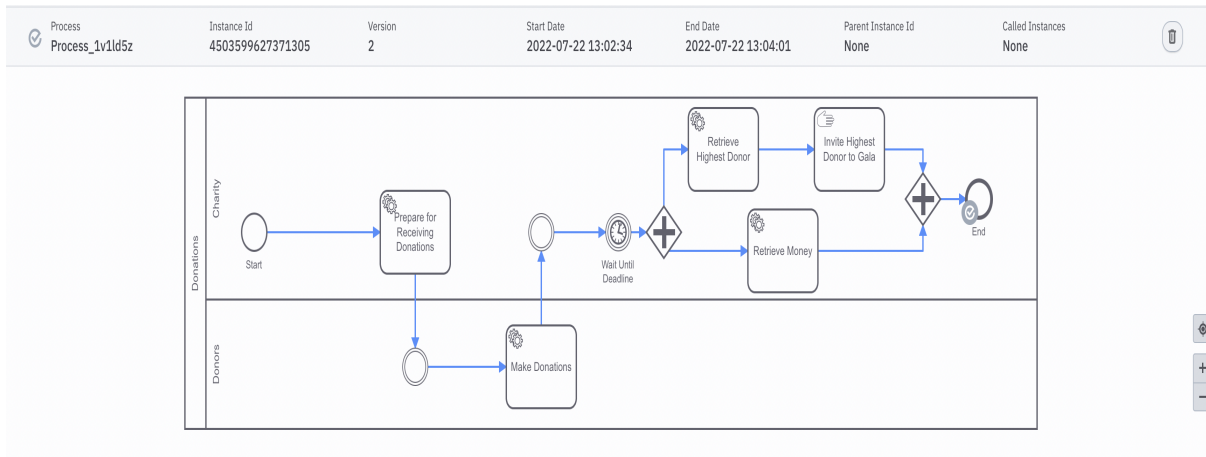 Process
Process_1v1ld5z
Instance Id
4503599627371305
Version
2
Start Date
2022-07-22 13:02:34
End Date
2022-07-22 13:04:01
Parent Instance Id
None
Called Instances
None
Donations
Charity
Start
Prepare for
Receiving
Donations
Wait Until
Deadline
Retrieve
Highest Donor
Invite Highest
Donor to Gala
Retrieve Money
End
Donors
Make Donations